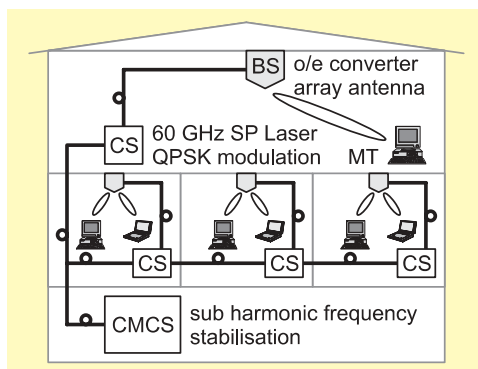 BS
o/e converter
array antenna
CS
60 GHz SP Laser
QPSK modulation
MT
CS
CS
CS
CMCS
sub harmonic frequency
stabilisation